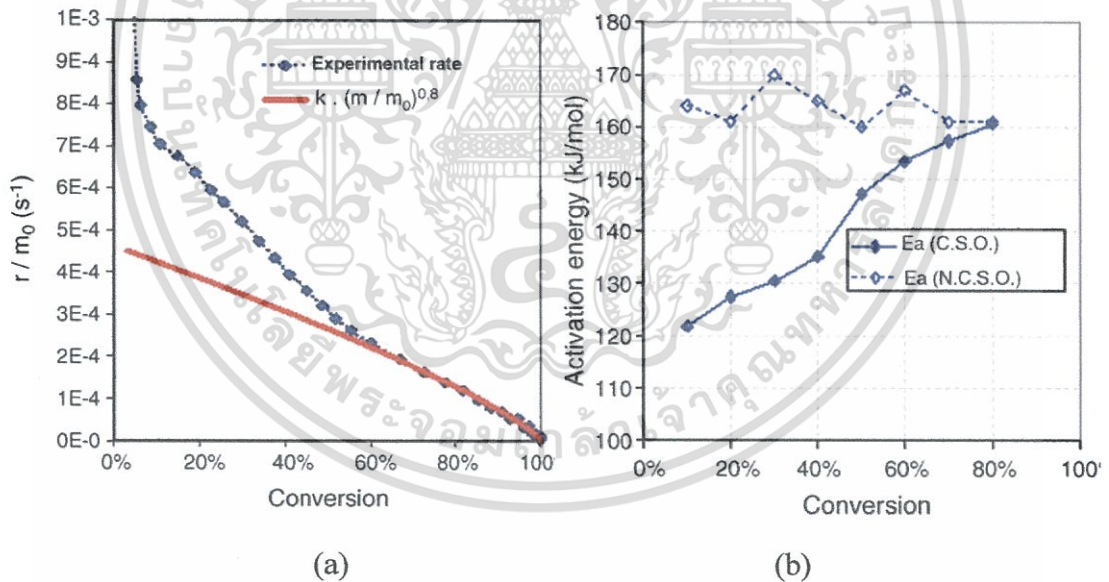 1E-3
9E-4
8E-4
7E-4
6E-4
5E-4
4E-4
3E-4
2E-4
1E-4
0E-0
r / m0 (s-1)
Experimental rate
k . (m / m0)0,8
0% 20% 40% 60% 80% 100
Conversion
(a)
180
170
160
150
140
130
120
110
100
Activation energy (kJ/mol)
Ea (C.S.O.)
Ea (N.C.S.O.)
0% 20% 40% 60% 80% 100'
Conversion
(b)